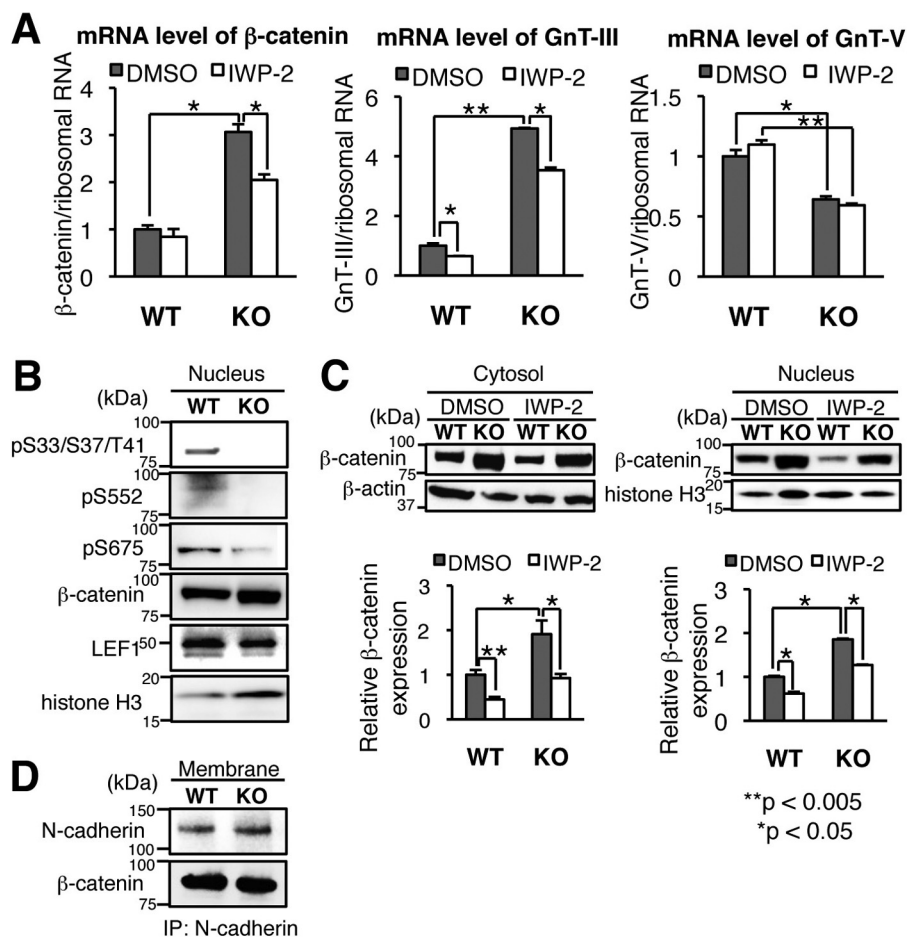 A
mRNA level of β-catenin
DMSO IWP-2
β-catenin/ribosomal RNA
4
3
2
1
0
* *
WT KO
mRNA level of GnT-III
DMSO IWP-2
GnT-III/ribosomal RNA
6
4
2
0
** *
*
WT KO
mRNA level of GnT-V
DMSO IWP-2
GnT-V/ribosomal RNA
1.5
1
0.5
0
*
**
WT KO
B
Nucleus
(kDa) WT KO
100
pS33/S37/T41
75
100
pS552
75
100
pS675
75
100
β-catenin
75
LEF1 50
20
histone H3
15
C
Cytosol
DMSO IWP-2
(kDa) WT KO WT KO
100
β-catenin
75
β-actin
37
Nucleus
DMSO IWP-2
(kDa) WT KO WT KO
100
β-catenin
75
histone H3 20
15
DMSO IWP-2
Relative β-catenin
expression
3
2
1
0
* *
**
WT KO
DMSO IWP-2
Relative β-catenin
expression
3
2
1
0
* *
*
WT KO
**p < 0.005
*p < 0.05
D
Membrane
(kDa) WT KO
150
N-cadherin
100
100
β-catenin
75
IP: N-cadherin